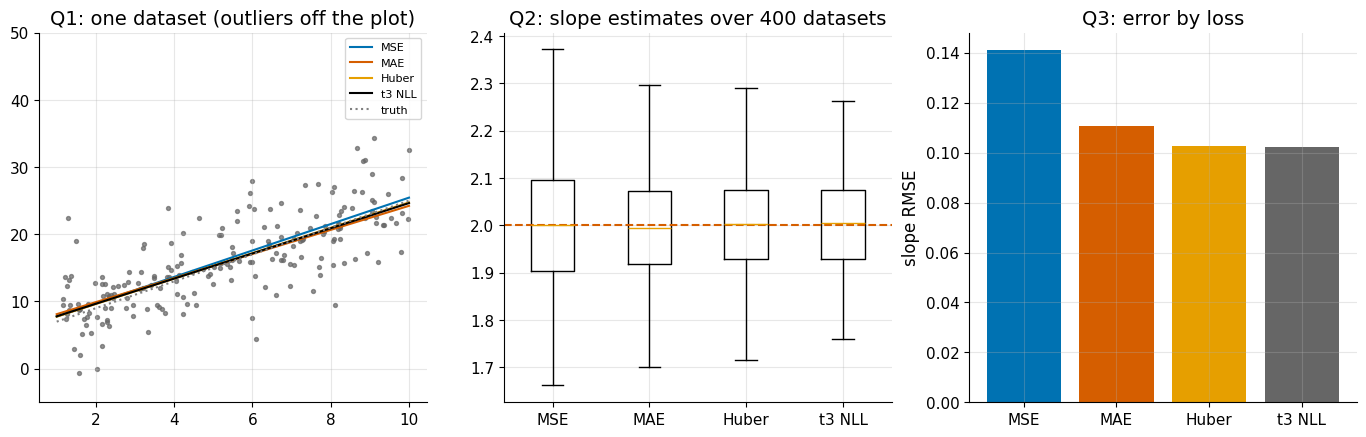 Q1: one dataset (outliers off the plot)
50
40
30
20
10
0
2
4
6
8
10
MSE
MAE
Huber
t3 NLL
truth
Q2: slope estimates over 400 datasets
2.4
2.3
2.2
2.1
2.0
1.9
1.8
1.7
MSE
MAE
Huber
t3 NLL
Q3: error by loss
slope RMSE
0.14
0.12
0.10
0.08
0.06
0.04
0.02
0.00
MSE
MAE
Huber
t3 NLL